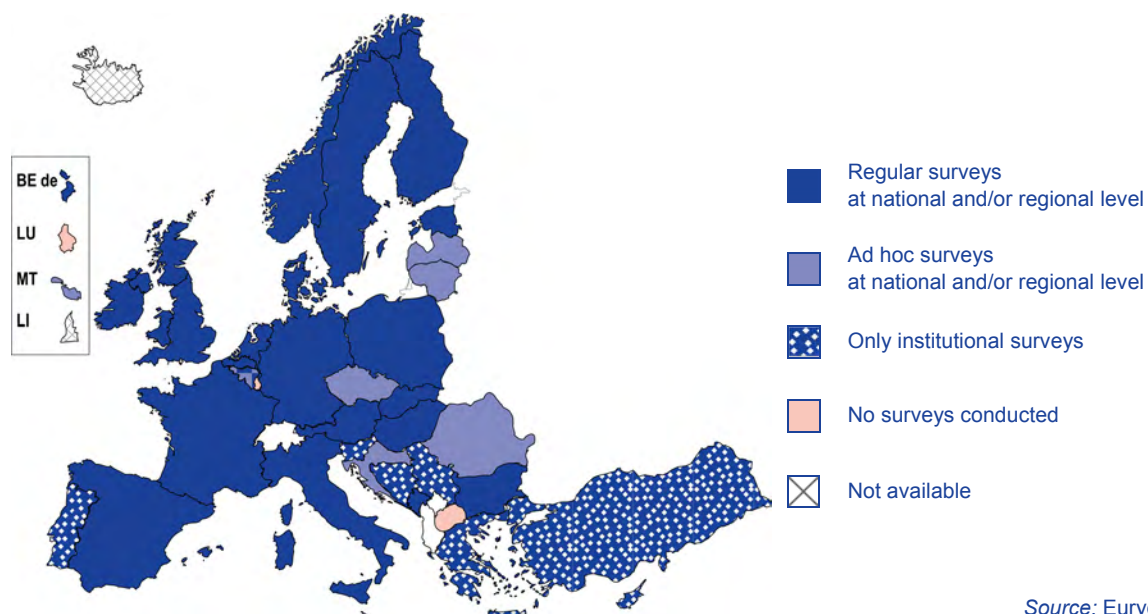 BE de
LU
MT
LI
Regular surveys
at national and/or regional level
Ad hoc surveys
at national and/or regional level
Only institutional surveys
No surveys conducted
Not available
Source: